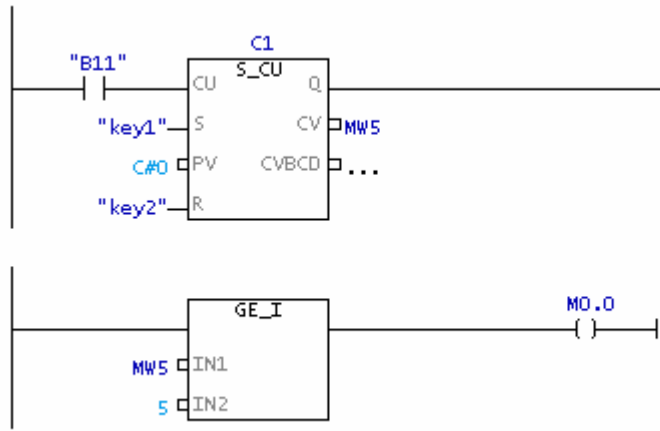 C1
"B11" S_CU
CU Q
"key1" S CV MW5
C#0 PV CVBCD ...
"key2" R
GE_I M0.0
MW5 IN1
5 IN2